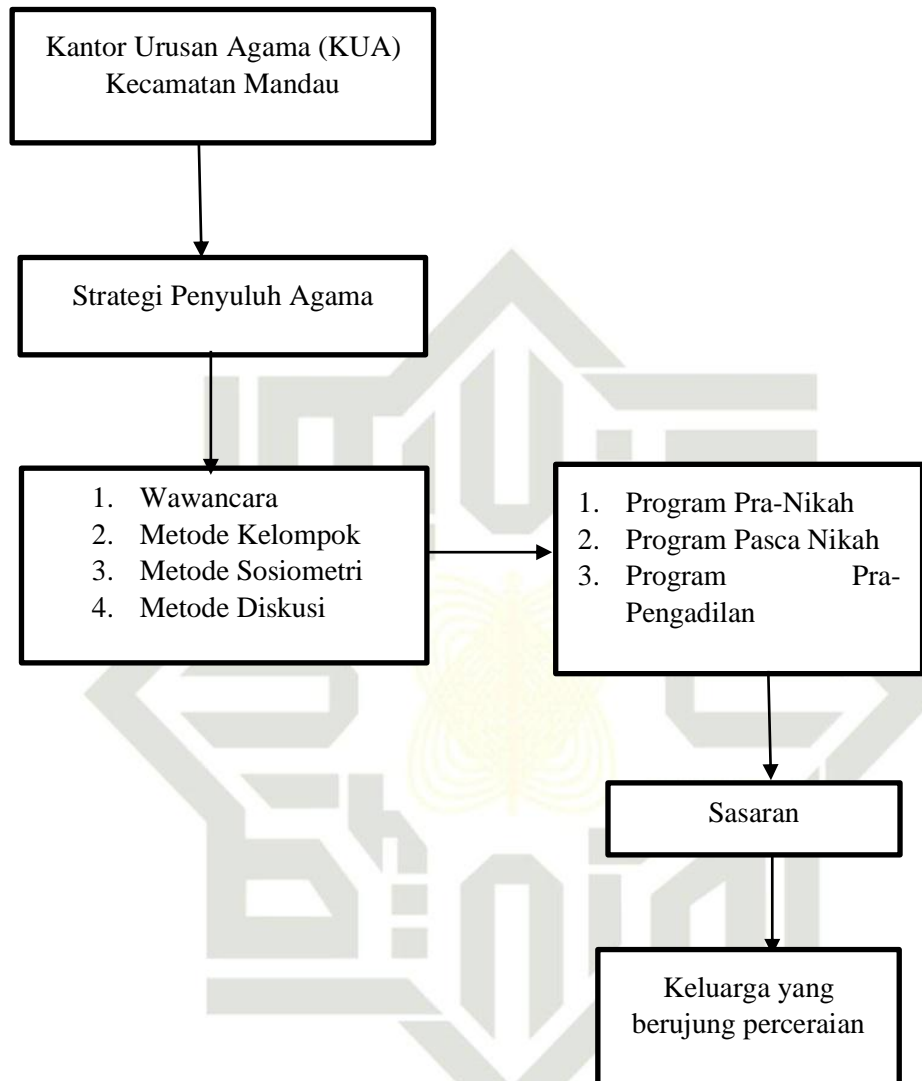 Kantor Urusan Agama (KUA)
Kecamatan Mandau
Strategi Penyuluh Agama
1. Wawancara
2. Metode Kelompok
3. Metode Sosiometri
4. Metode Diskusi
1. Program Pra-Nikah
2. Program Pasca Nikah
3. Program Pra-
Pengadilan
Sasaran
Keluarga yang
berujung perceraian